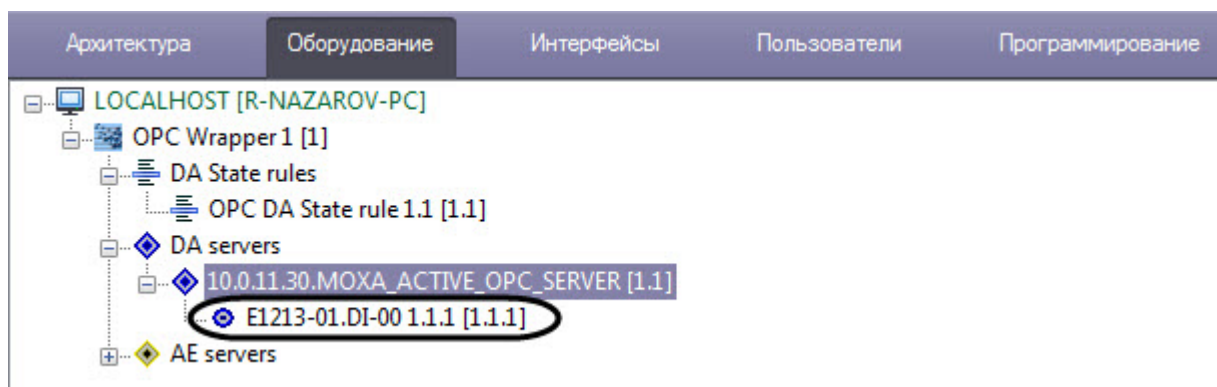 Архитектура Оборудование Интерфейсы Пользователи Программирование
LOCALHOST [R-NAZAROV-PC]
OPC Wrapper 1 [1]
DA State rules
OPC DA State rule 1.1 [1.1]
DA servers
10.0.11.30.MOXA_ACTIVE_OPC_SERVER [1.1]
E1213-01.DI-00 1.1.1 [1.1.1]
AE servers